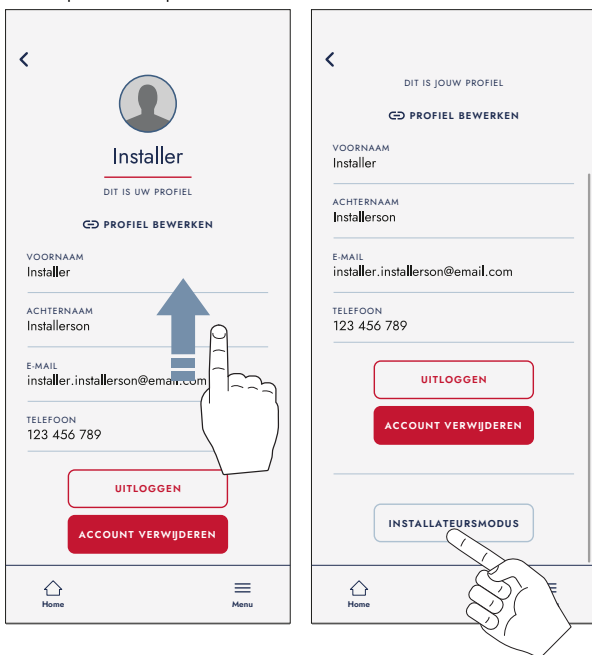 Installer
DIT IS UW PROFIEL
PROFIEL BEWERKEN
VOORNAAM
Installer
ACHTERNAAM
Installerson
E-MAIL
installer.installerson@email.com
TELEFOON
123 456 789
UITLOGGEN
ACCOUNT VERWIJDEREN
Home
Menu
DIT IS JOUW PROFIEL
PROFIEL BEWERKEN
VOORNAAM
Installer
ACHTERNAAM
Installerson
E-MAIL
installer.installerson@email.com
TELEFOON
123 456 789
UITLOGGEN
ACCOUNT VERWIJDEREN
INSTALLATEURSMODUS
Home